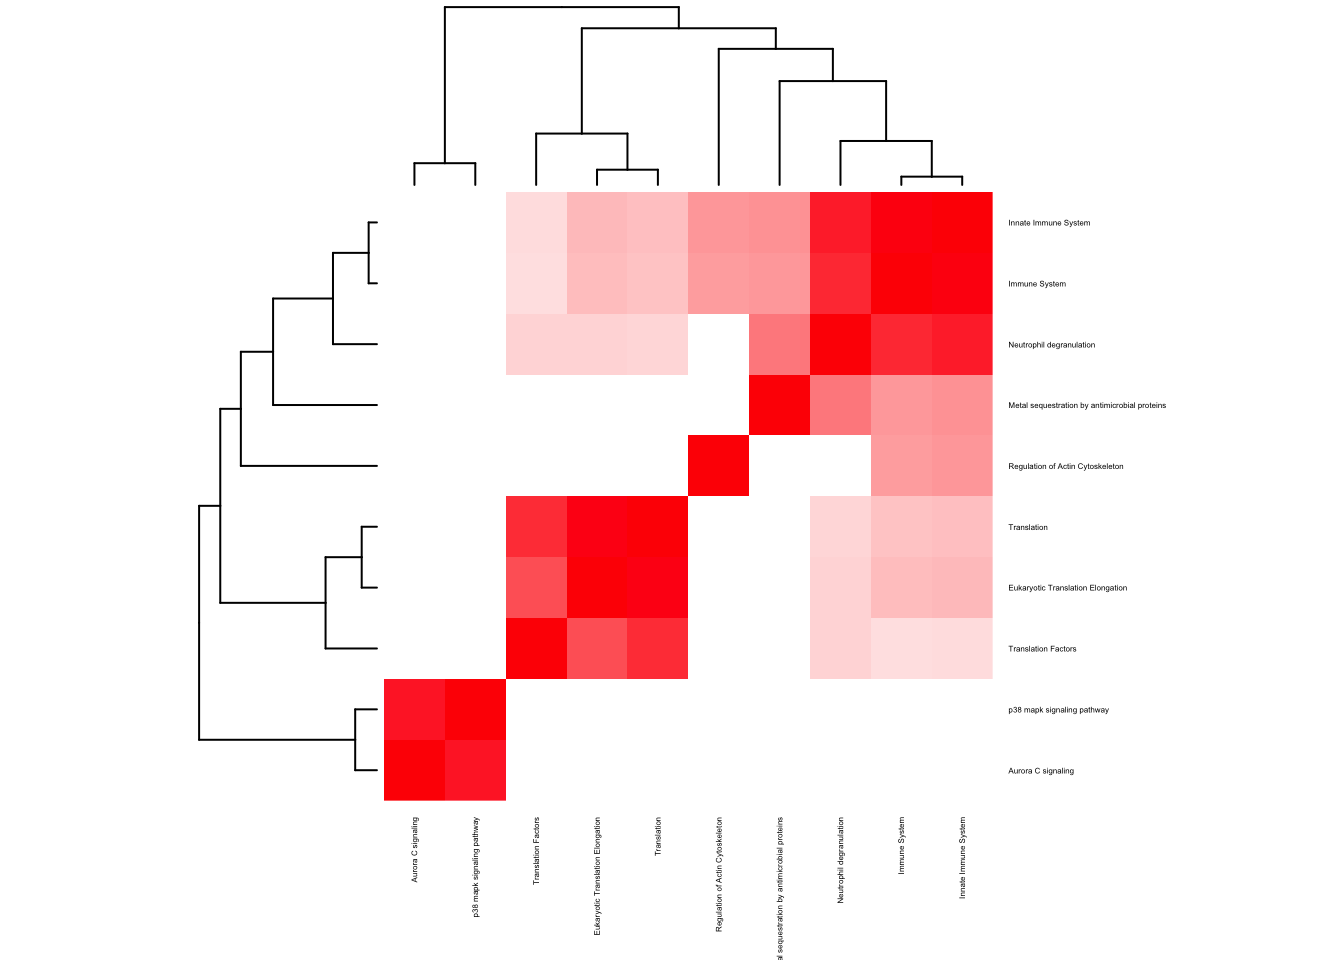 Innate Immune System
Immune System
Neutrophil degranulation
Metal sequestration by antimicrobial proteins
Regulation of Actin Cytoskeleton
Translation
Eukaryotic Translation Elongation
Translation Factors
p38 mapk signaling pathway
Aurora C signaling
Aurora C signaling
p38 mapk signaling pathway
Translation Factors
Eukaryotic Translation Elongation
Translation
Regulation of Actin Cytoskeleton
al sequestration by antimicrobial proteins
Neutrophil degranulation
Immune System
Innate Immune System